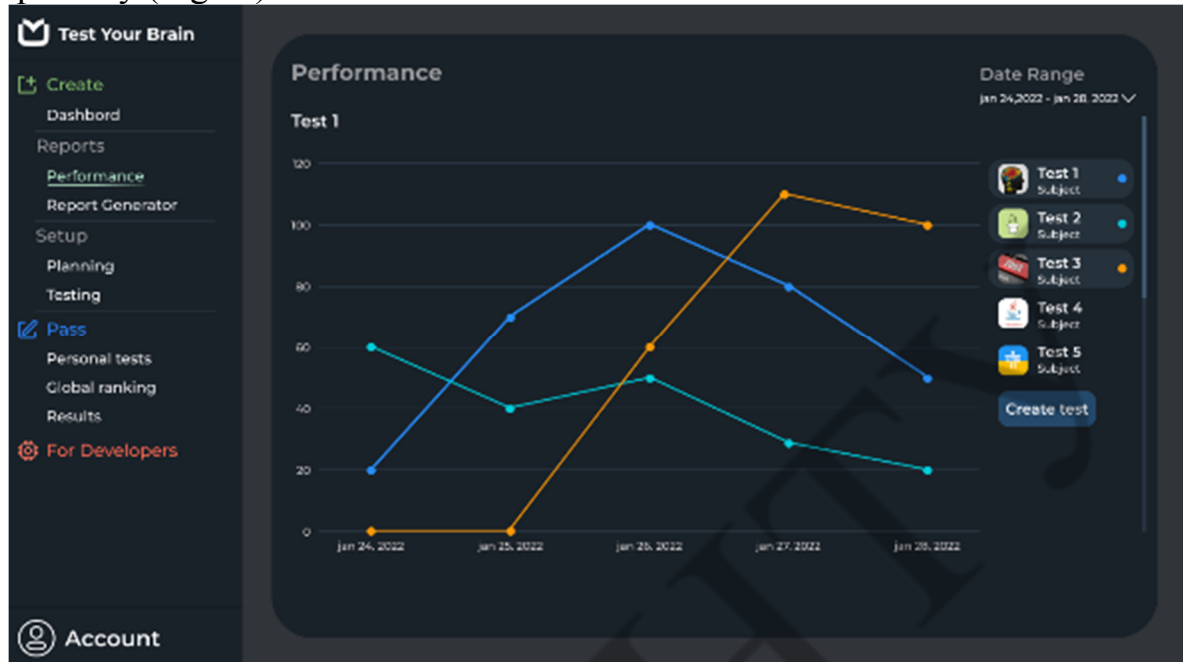 Test Your Brain
Create
Dashbord
Reports
Performance
Report Generator
Setup
Planning
Testing
Pass
Personal tests
Global ranking
Results
For Developers
Account
Performance
Date Range
jan 24,2022 - jan 28, 2022
Test 1
120
100
80
60
40
20
0
jan 24, 2022
jan 25, 2022
jan 26, 2022
jan 27, 2022
jan 28, 2022
Test 1
Subject
Test 2
Subject
Test 3
Subject
Test 4
Subject
Test 5
Subject
Create test